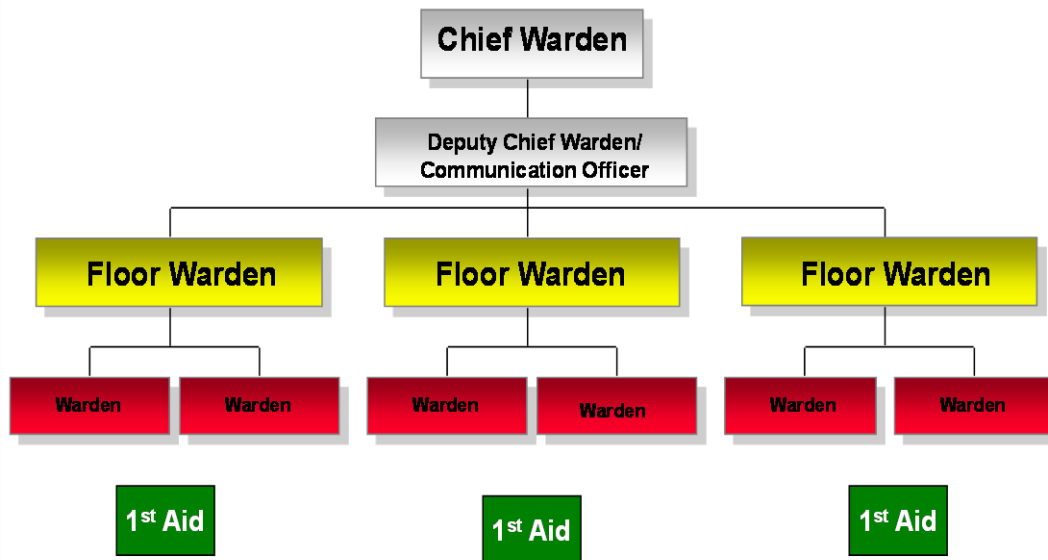 Chief Warden
Deputy Chief Warden/
Communication Officer
Floor Warden
Floor Warden
Floor Warden
Warden
Warden
Warden
Warden
Warden
Warden
1st Aid
1st Aid
1st Aid